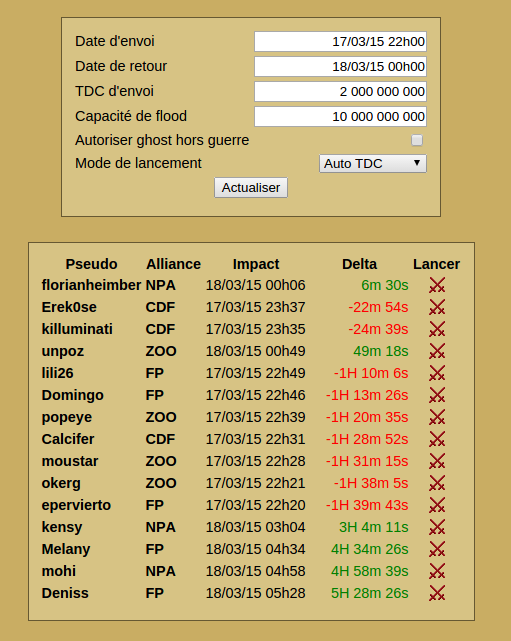 Date d'envoi 17/03/15 22h00
Date de retour 18/03/15 00h00
TDC d'envoi 2 000 000 000
Capacité de flood 10 000 000 000
Autoriser ghost hors guerre
Mode de lancement Auto TDC
Actualiser
Pseudo Alliance Impact Delta Lancer
florianheimber NPA 18/03/15 00h06 6m 30s
Erek0se CDF 17/03/15 23h37 -22m 54s
killuminati CDF 17/03/15 23h35 -24m 39s
unpoz ZOO 18/03/15 00h49 49m 18s
lili26 FP 17/03/15 22h49 -1H 10m 6s
Domingo FP 17/03/15 22h46 -1H 13m 26s
popeye ZOO 17/03/15 22h39 -1H 20m 35s
Calcifer CDF 17/03/15 22h31 -1H 28m 52s
moustar ZOO 17/03/15 22h28 -1H 31m 15s
okerg ZOO 17/03/15 22h21 -1H 38m 5s
epervierto FP 17/03/15 22h20 -1H 39m 43s
kensy NPA 18/03/15 03h04 3H 4m 11s
Melany FP 18/03/15 04h34 4H 34m 26s
mohi NPA 18/03/15 04h58 4H 58m 39s
Deniss FP 18/03/15 05h28 5H 28m 26s